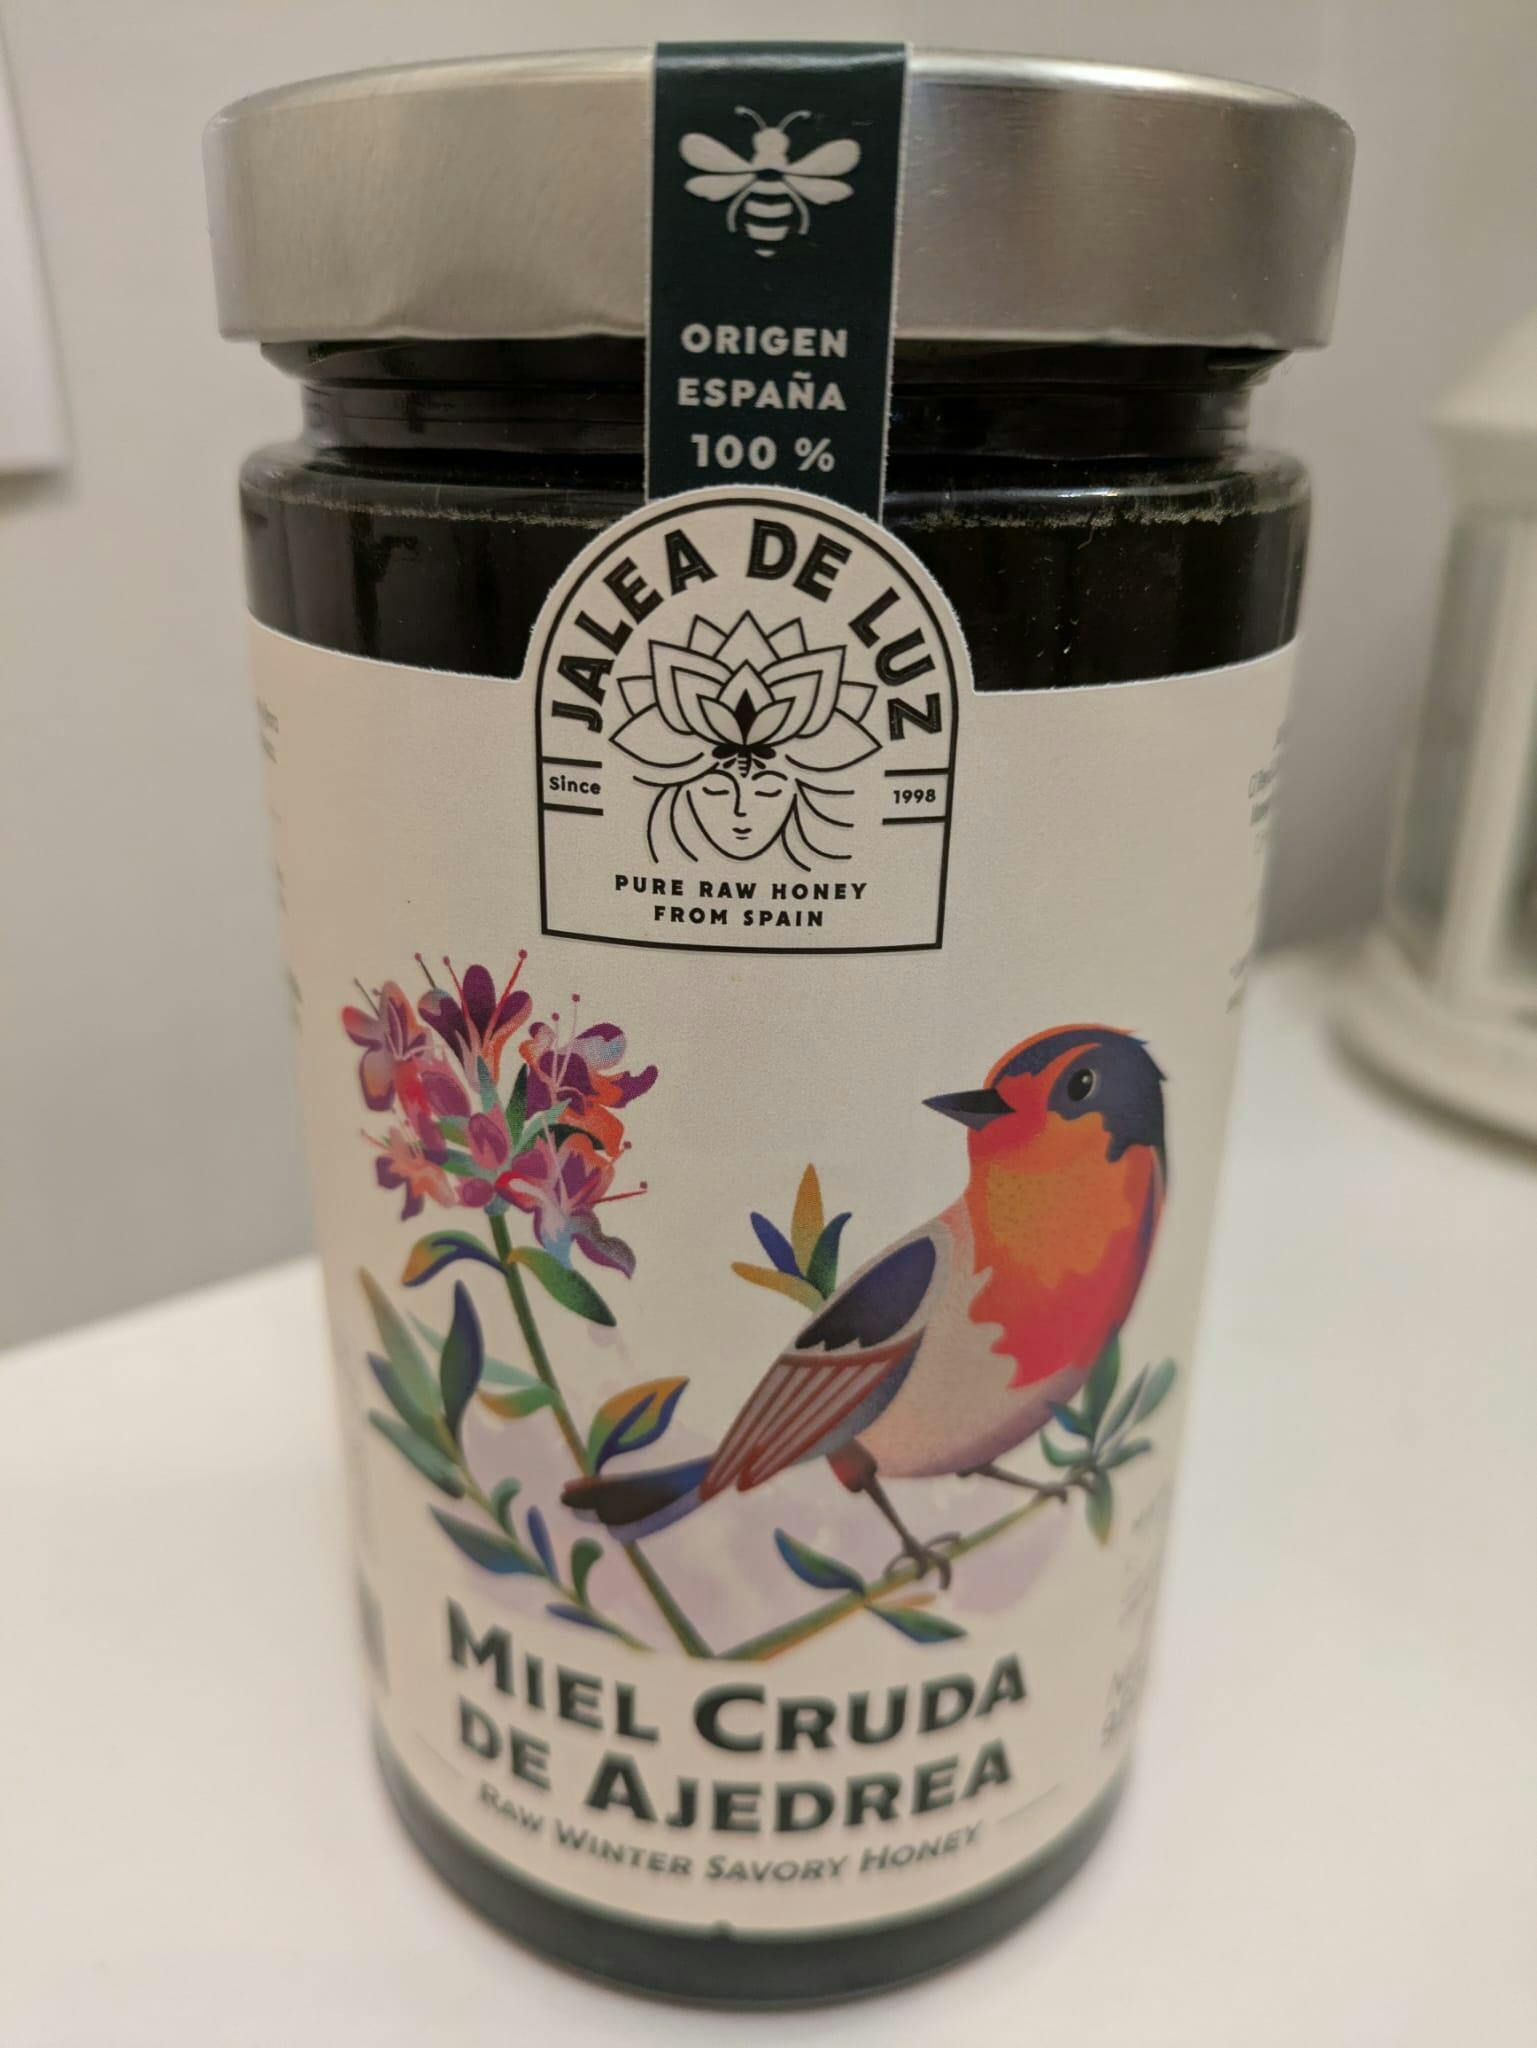 ORIGEN
ESPAÑA
100 %
JALEA DE LUZ
Since 1998
PURE RAW HONEY
FROM SPAIN
MIEL CRUDA
DE AJEDREA
RAW WINTER SAVORY HONEY